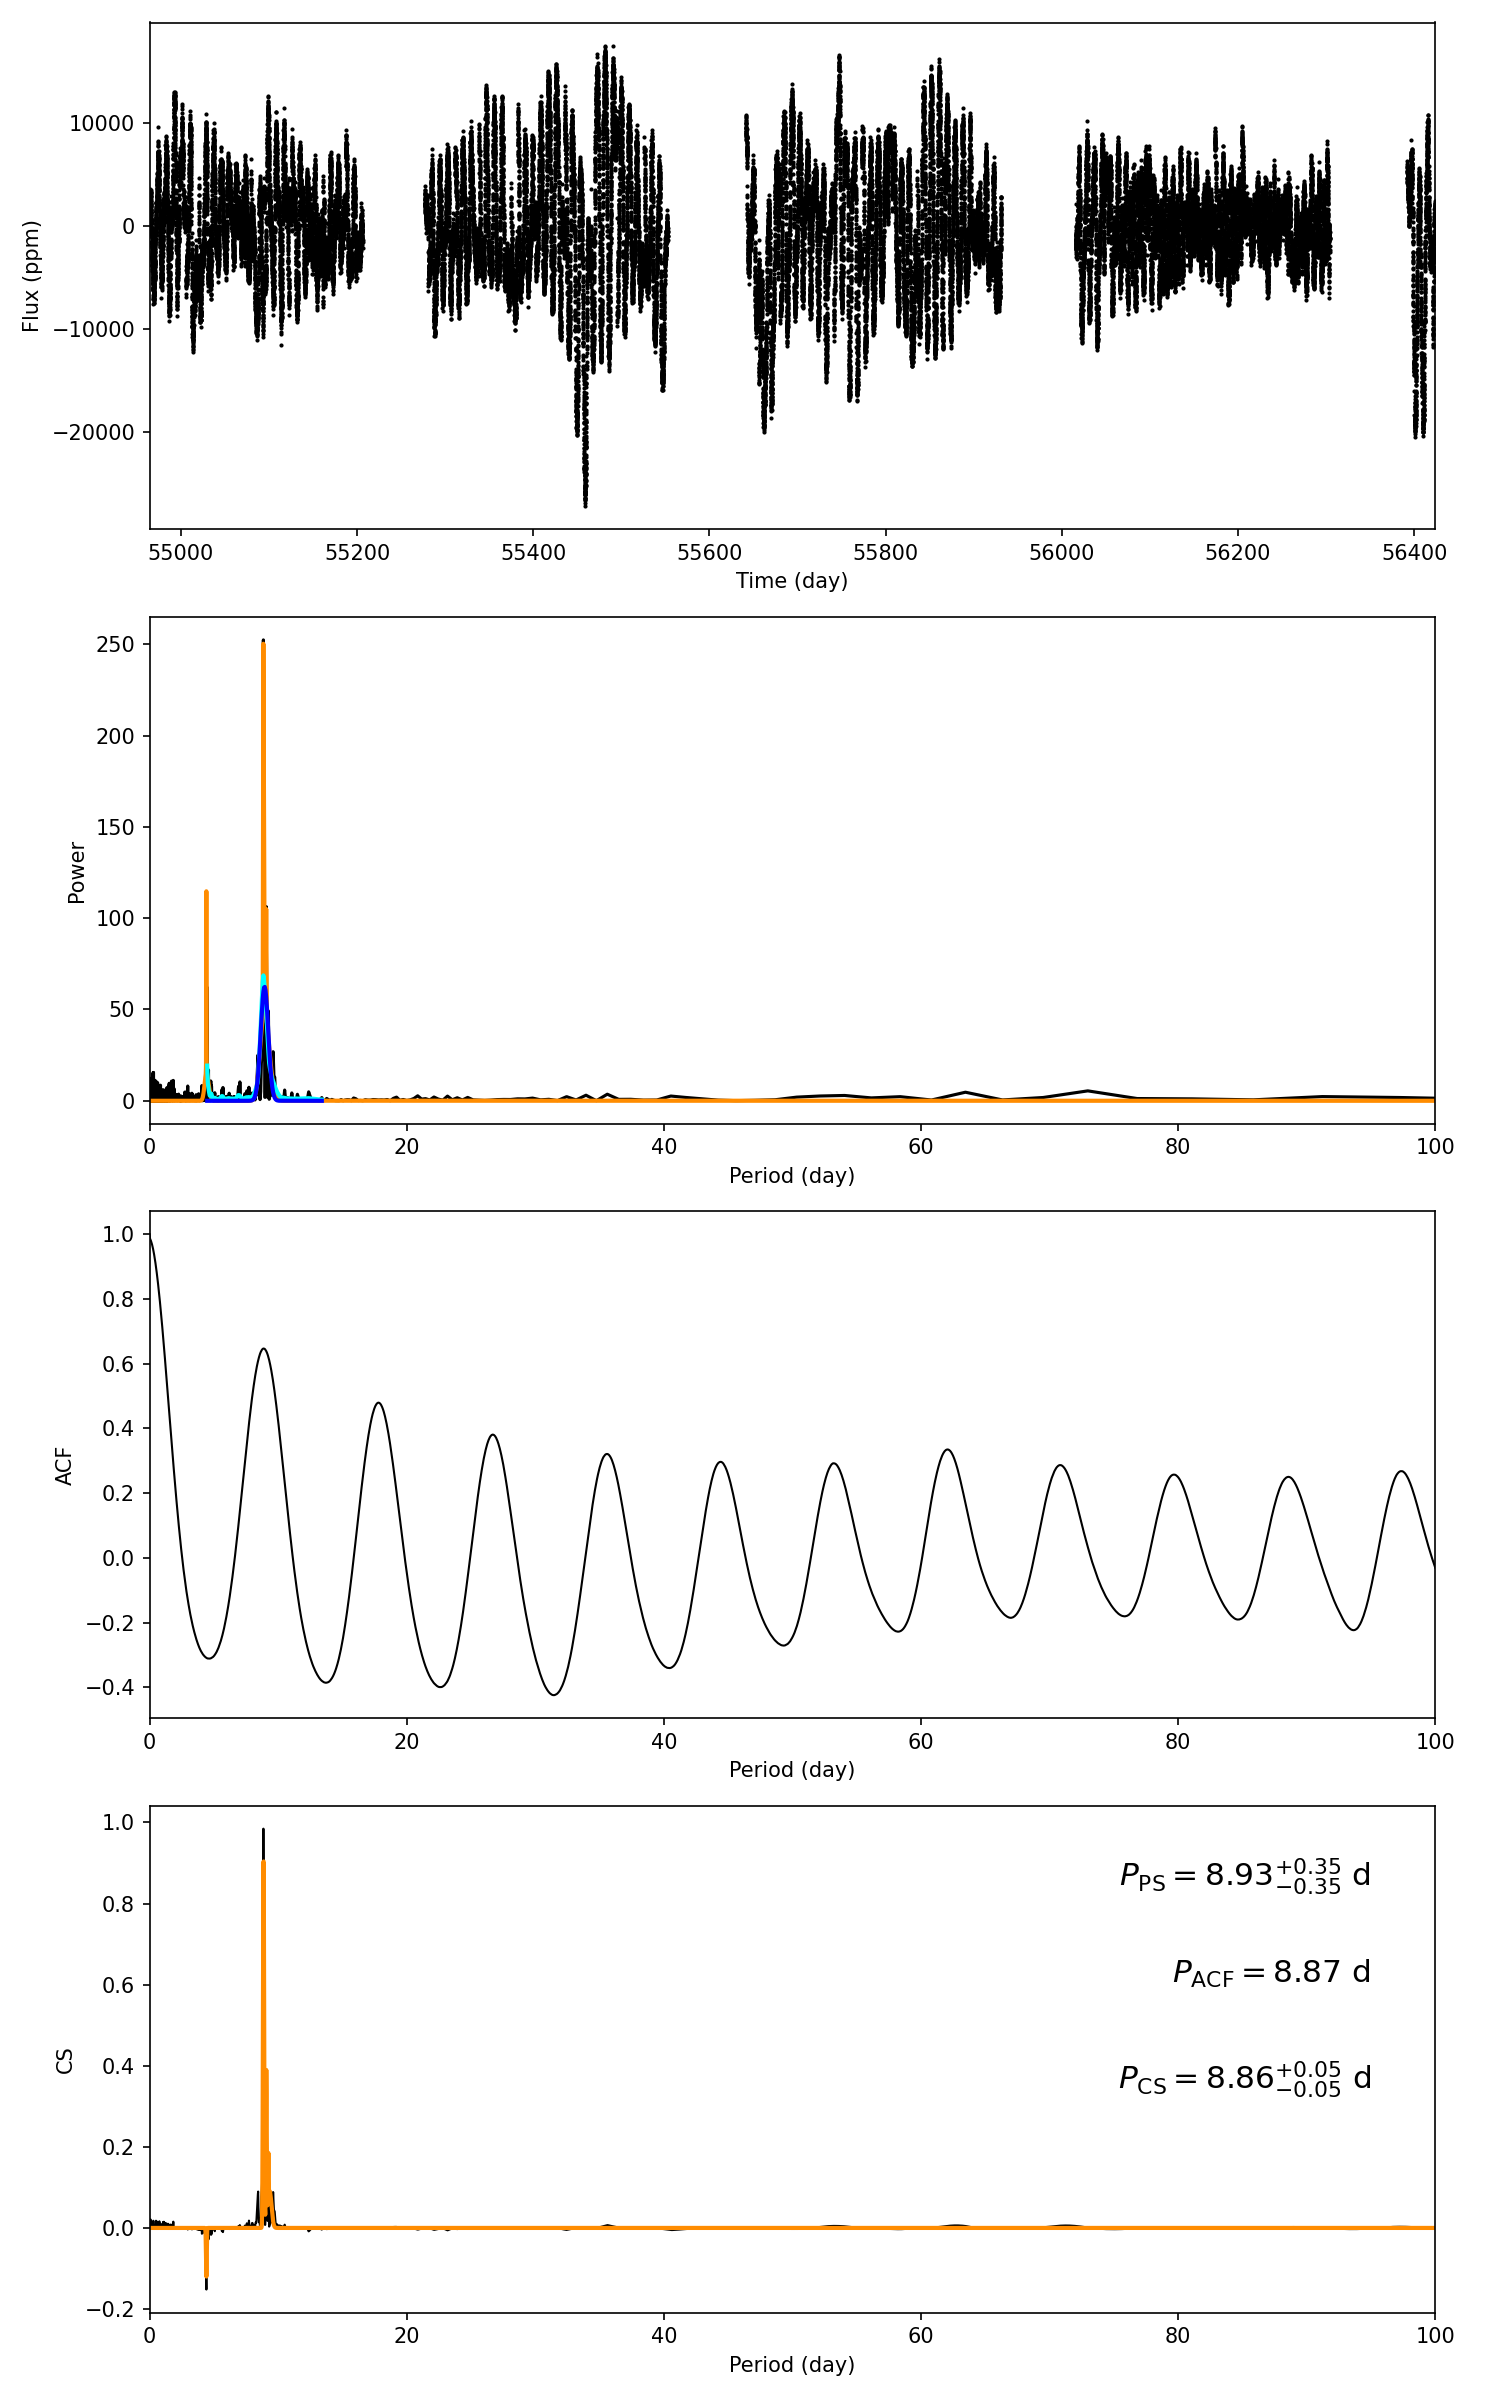 10000
0
−10000
−20000
Flux (ppm)
55000 55200 55400 55600 55800 56000 56200 56400
Time (day)
250
200
150
100
50
0
Power
0 20 40 60 80 100
Period (day)
1.0
0.8
0.6
0.4
0.2
0.0
−0.2
−0.4
ACF
0 20 40 60 80 100
Period (day)
1.0
0.8
0.6
0.4
0.2
0.0
−0.2
CS
P_PS = 8.93^{+0.35}_{−0.35} d
P_ACF = 8.87 d
P_CS = 8.86^{+0.05}_{−0.05} d
0 20 40 60 80 100
Period (day)